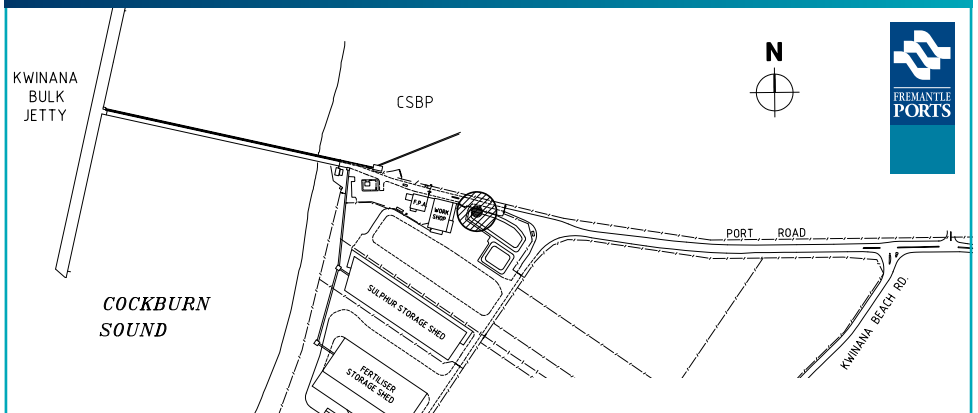 KWINANA
BULK
JETTY
CSBP
N
FREMANTLE
PORTS
F.P.A
WORK
SHOP
PORT ROAD
COCKBURN
SOUND
SULPHUR STORAGE SHED
KWINANA BEACH RD.
FERTILISER
STORAGE SHED